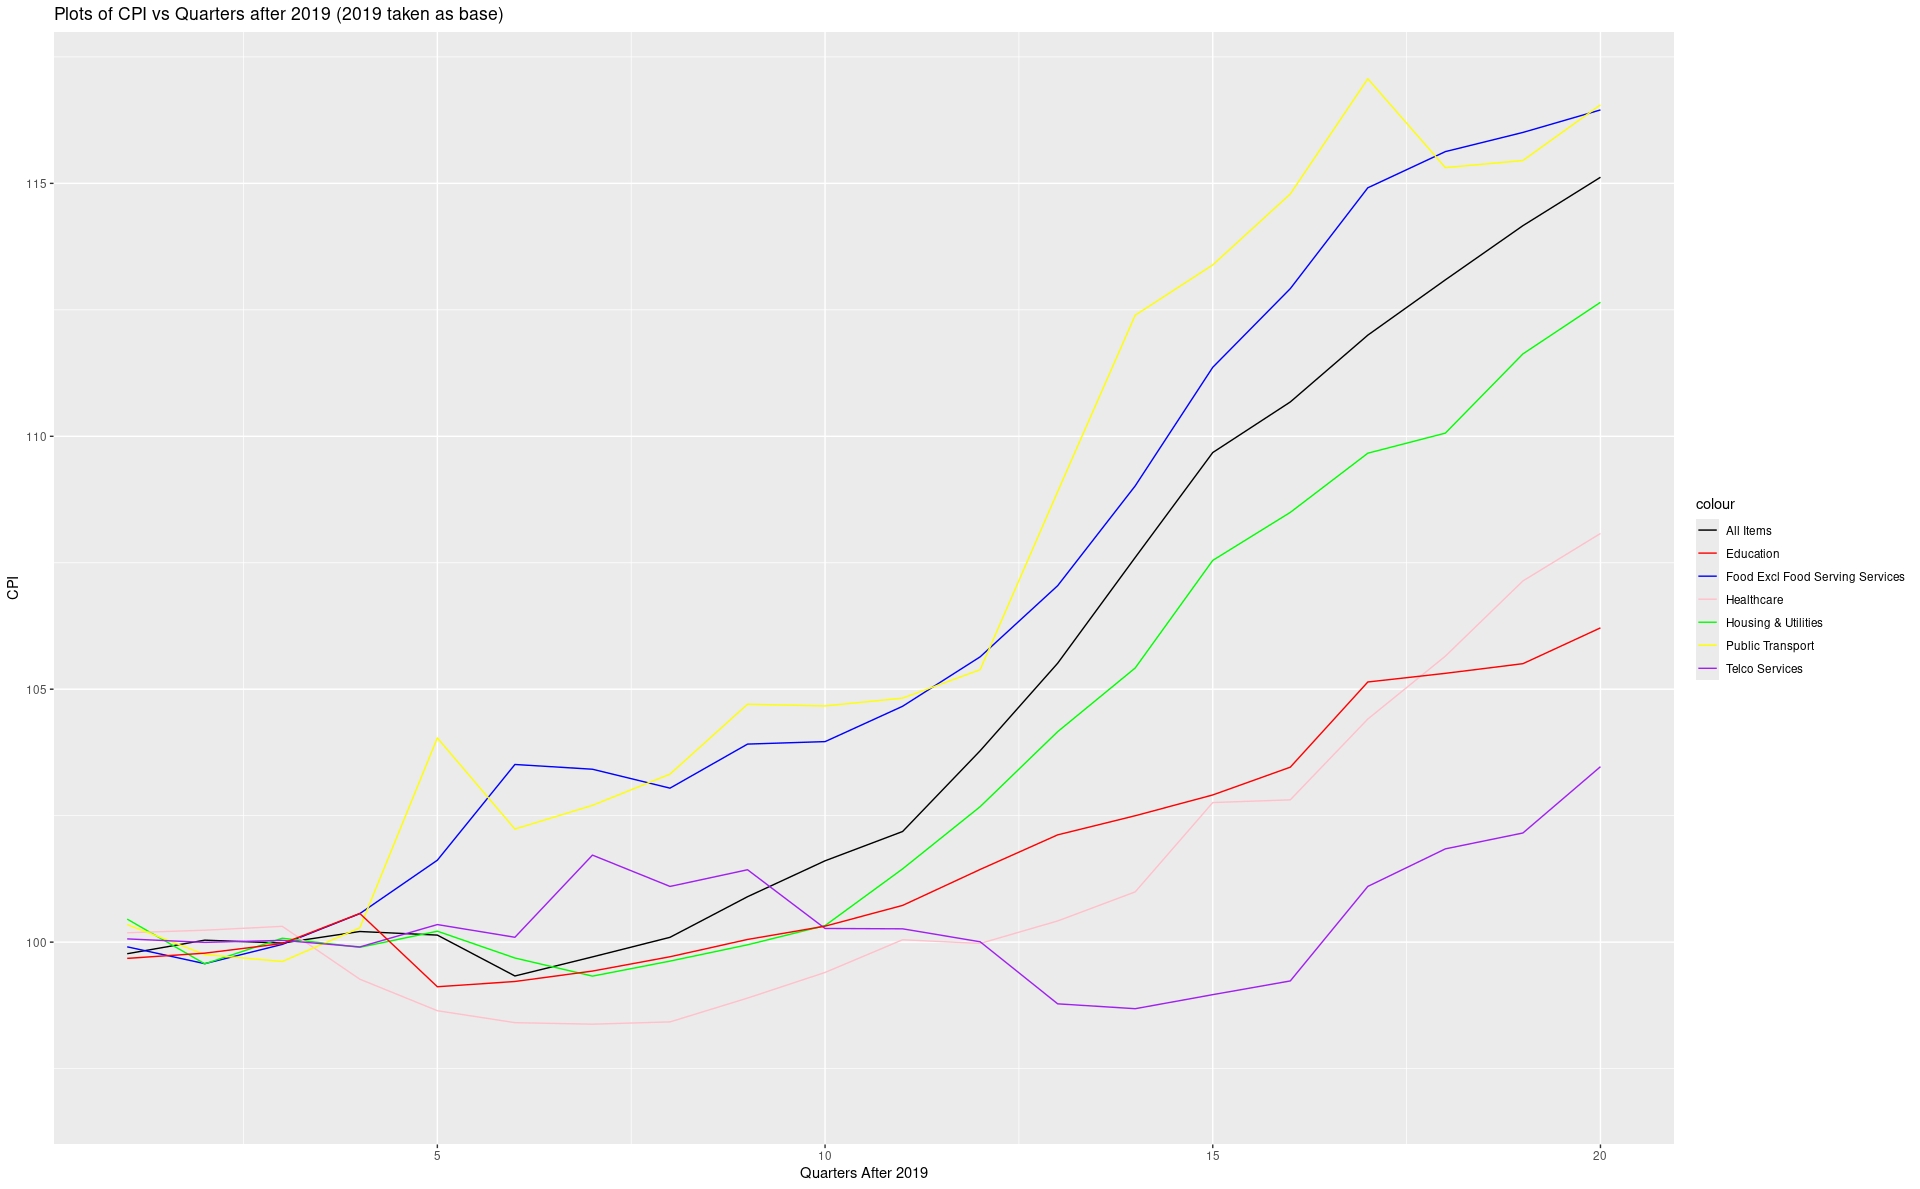 Plots of CPI vs Quarters after 2019 (2019 taken as base)
CPI
115
110
105
100
5
10
15
20
Quarters After 2019
colour
All Items
Education
Food Excl Food Serving Services
Healthcare
Housing & Utilities
Public Transport
Telco Services